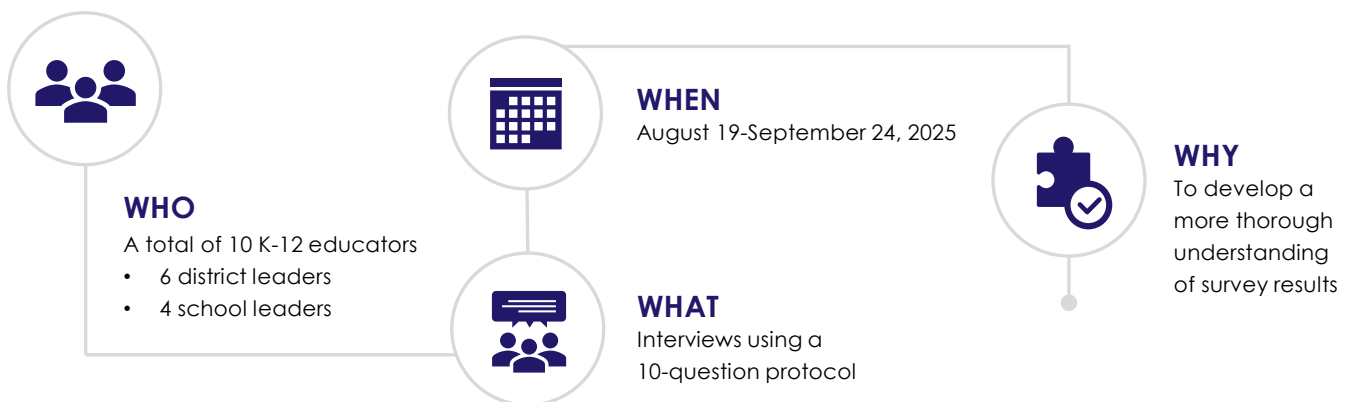 WHO
A total of 10 K-12 educators
• 6 district leaders
• 4 school leaders
WHEN
August 19-September 24, 2025
WHAT
Interviews using a
10-question protocol
WHY
To develop a
more thorough
understanding
of survey results